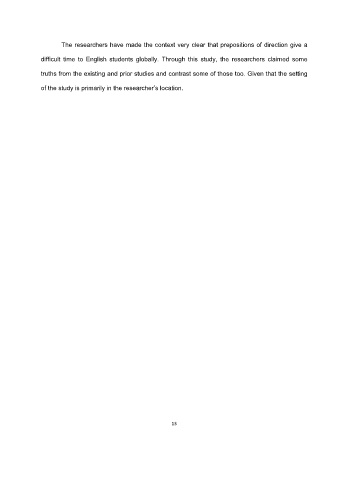 The researchers have made the context very clear that prepositions of direction give a
difficult time to English students globally. Through this study, the researchers claimed some
truths from the existing and prior studies and contrast some of those too. Given that the setting
of the study is primarily in the researcher's location.